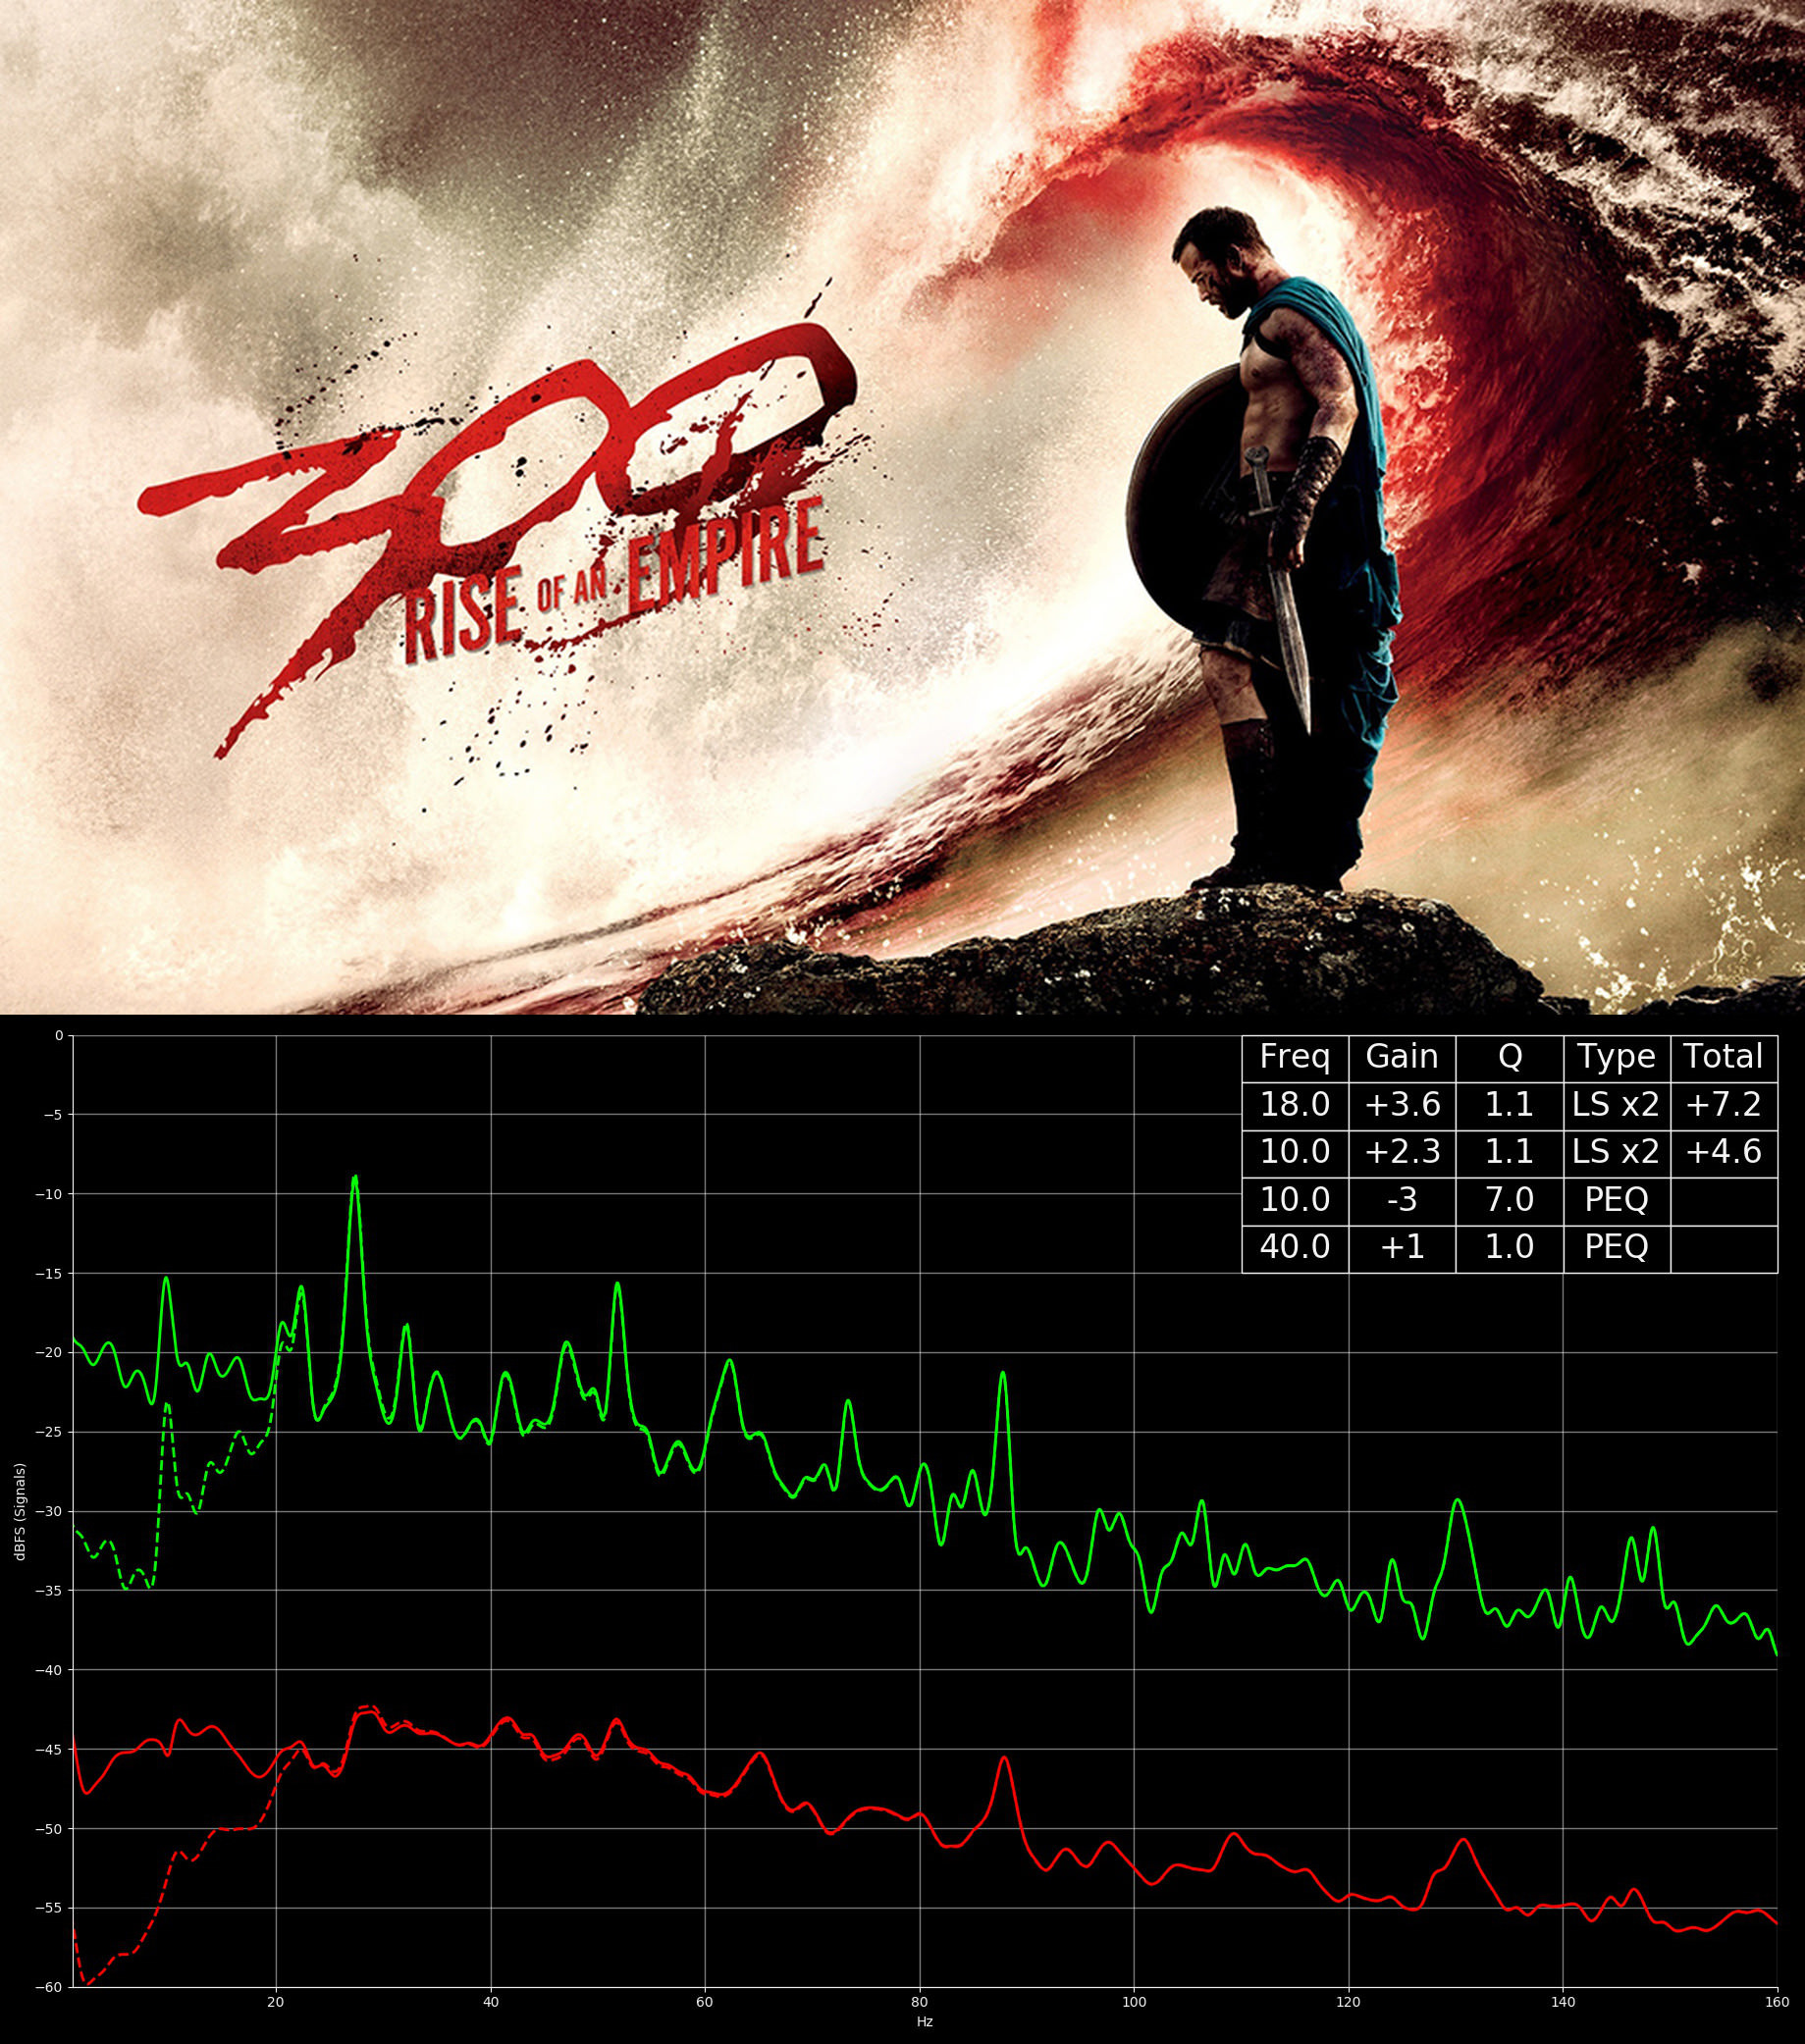 300
RISE OF AN EMPIRE
Freq Gain Q Type Total
18.0 +3.6 1.1 LS x2 +7.2
10.0 +2.3 1.1 LS x2 +4.6
10.0 -3 7.0 PEQ
40.0 +1 1.0 PEQ
0
−5
−10
−15
−20
−25
−30
−35
−40
−45
−50
−55
−60
dBFS (Signals)
20 40 60 80 100 120 140 160
Hz